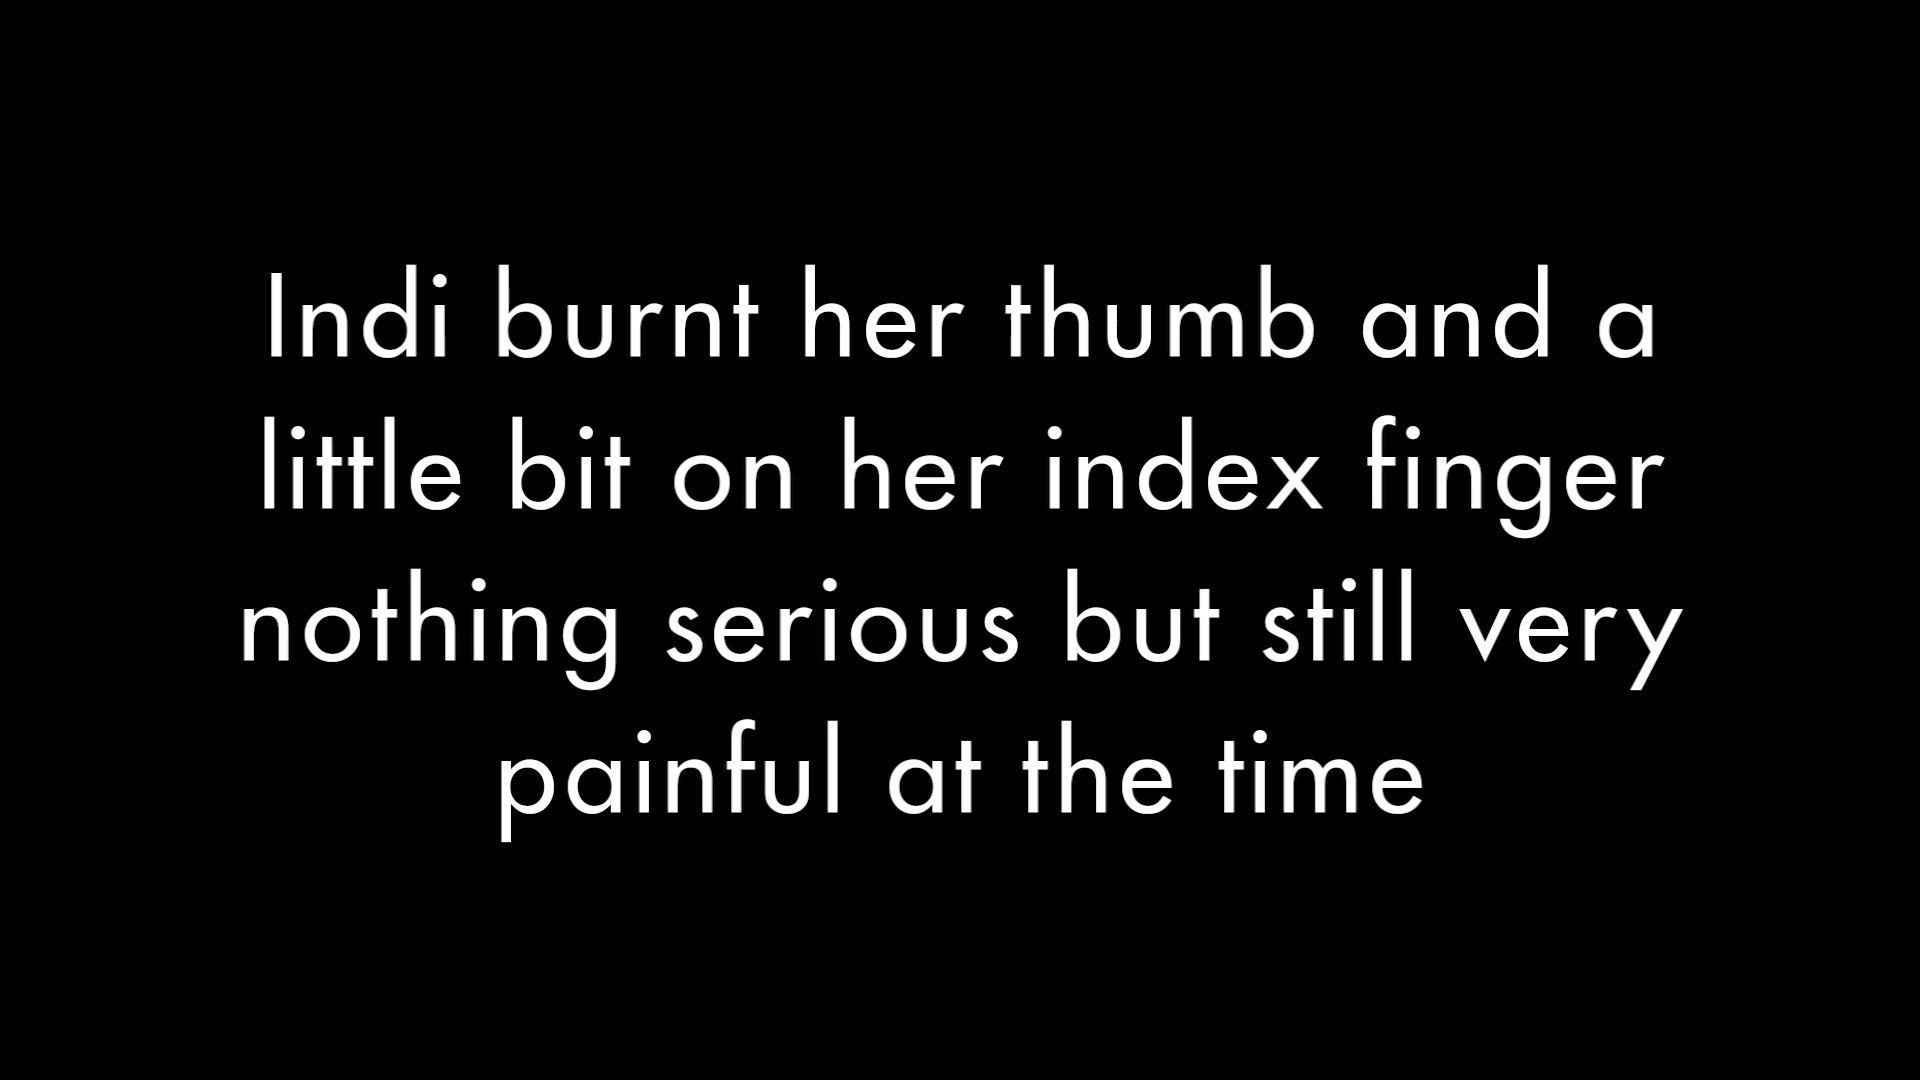 Indi burnt her thumb and a
little bit on her index finger
nothing serious but still very
painful at the time